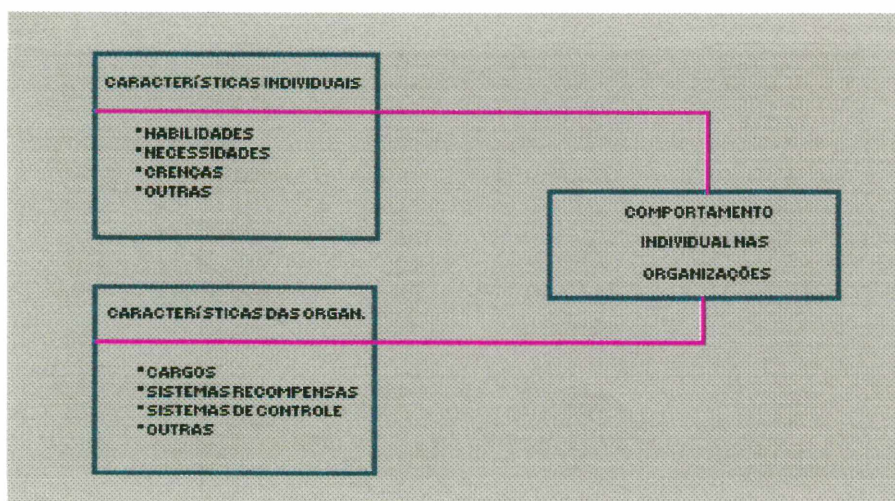 CARACTERÍSTICAS INDIVIDUAIS
*HABILIDADES
*NECESSIDADES
*CRENÇAS
*OUTRAS
COMPORTAMENTO
INDIVIDUAL NAS
ORGANIZAÇÕES
CARACTERÍSTICAS DAS ORGAN.
*CARGOS
*SISTEMAS RECOMPENSAS
*SISTEMAS DE CONTROLE
*OUTRAS